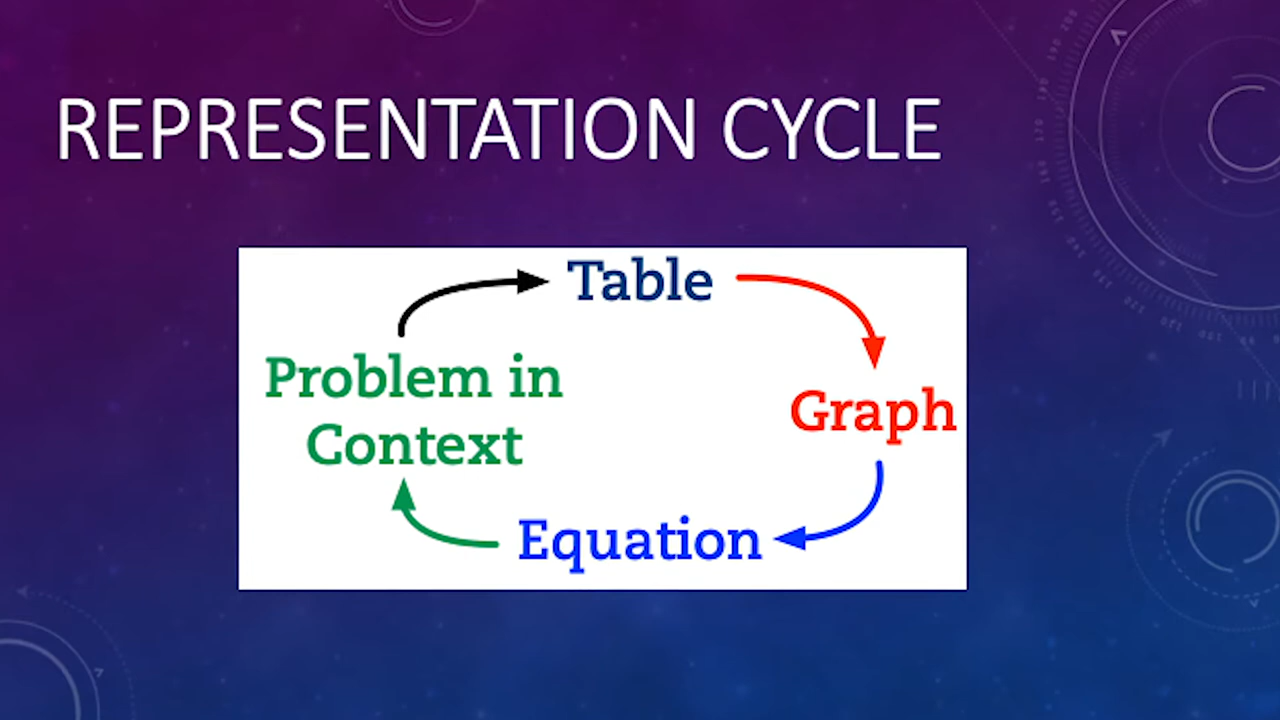 REPRESENTATION CYCLE
Table
Problem in
Context
Graph
Equation